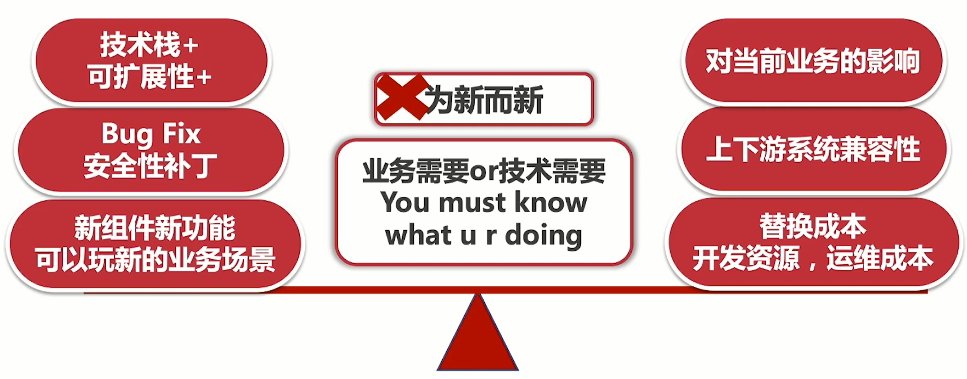 技术栈+
可扩展性+
Bug Fix
安全性补丁
新组件新功能
可以玩新的业务场景
为新而新
业务需要or技术需要
You must know
what u r doing
对当前业务的影响
上下游系统兼容性
替换成本
开发资源，运维成本